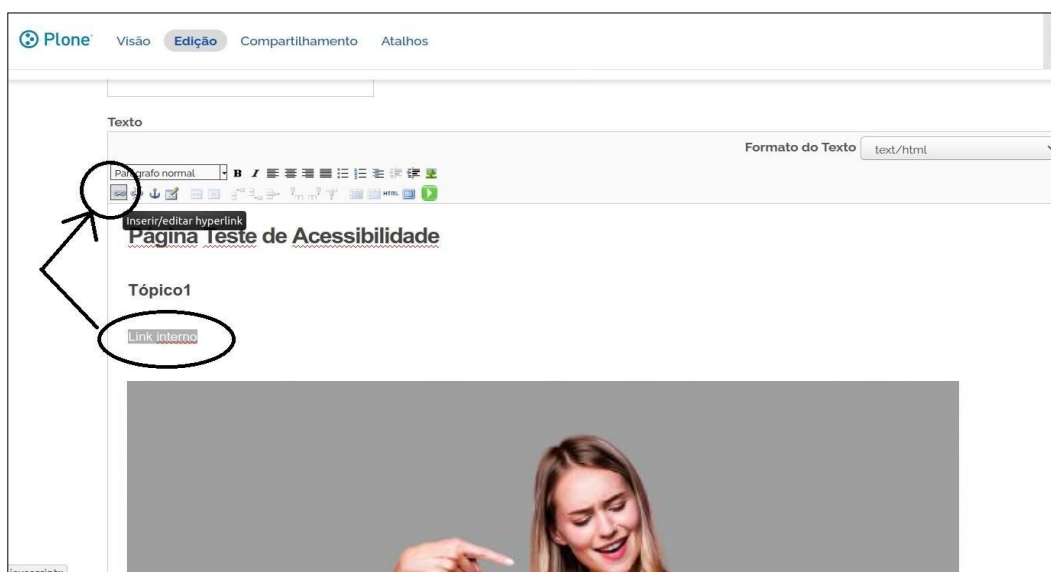 Plone Visão Edição Compartilhamento Atalhos
Texto
Formato do Texto text/html
Parágrafo normal B I
HTML
Inserir/editar hyperlink
Página Teste de Acessibilidade
Tópico1
Link interno